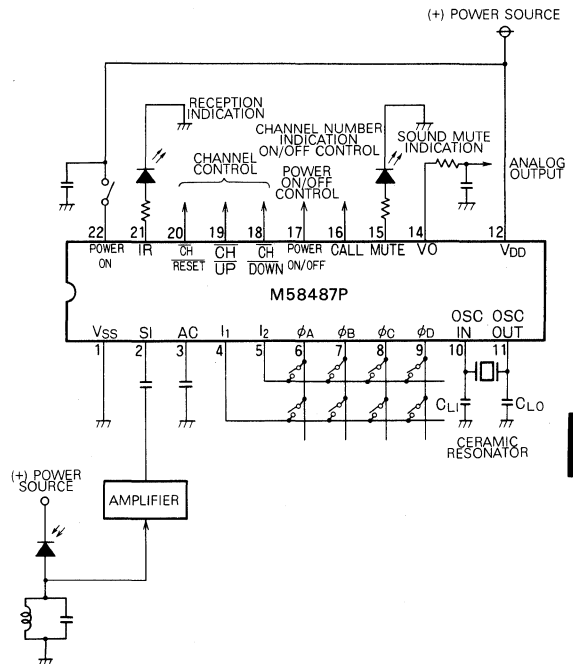 (+) POWER SOURCE
RECEPTION
INDICATION
CHANNEL NUMBER
INDICATION
ON/OFF CONTROL
SOUND MUTE
INDICATION
CHANNEL
CONTROL
POWER
ON/OFF
CONTROL
ANALOG
OUTPUT
22 21 20 19 18 17 16 15 14 12
POWER
ON
IR
CH
RESET
CH
UP
CH
DOWN
POWER
ON/OFF
CALL
MUTE
VO
VDD
M58487P
VSS SI AC I1 I2 φA φB φC φD
OSC
IN
OSC
OUT
1 2 3 4 5 6 7 8 9 10 11
CLI
CLO
CERAMIC
RESONATOR
(+) POWER
SOURCE
AMPLIFIER